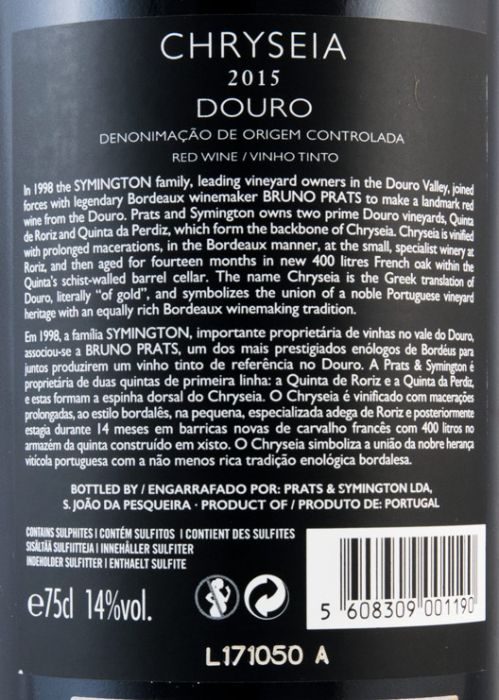 CHRYSEIA
2015
DOURO
DENONIMAÇÃO DE ORIGEM CONTROLADA
RED WINE / VINHO TINTO
In 1998 the SYMINGTON family, leading vineyard owners in the Douro Valley, joined
forces with legendary Bordeaux winemaker BRUNO PRATS to make a landmark red
wine from the Douro. Prats and Symington owns two prime Douro vineyards, Quinta
de Roriz and Quinta da Perdiz, which form the backbone of Chryseia. Chryseia is vinified
with prolonged macerations, in the Bordeaux manner, at the small, specialist winery at
Roriz, and then aged for fourteen months in new 400 litres French oak within the
Quinta's schist-walled barrel cellar. The name Chryseia is the Greek translation of
Douro, literally "of gold", and symbolizes the union of a noble Portuguese vineyard
heritage with an equally rich Bordeaux winemaking tradition.
Em 1998, a família SYMINGTON, importante proprietária de vinhas no vale do Douro,
associou-se a BRUNO PRATS, um dos mais prestigiados enólogos de Bordéus para
juntos produzirem um vinho tinto de referência no Douro. A Prats & Symington é
proprietária de duas quintas de primeira linha: a Quinta de Roriz e a Quinta da Perdiz,
e estas formam a espinha dorsal do Chryseia. O Chryseia é vinificado com macerações
prolongadas, ao estilo bordalês, na pequena, especializada adega de Roriz e posteriormente
estagia durante 14 meses em barricas novas de carvalho francês com 400 litros no
armazém da quinta construído em xisto. O Chryseia simboliza a união da nobre herança
vitícola portuguesa com a não menos rica tradição enológica bordalesa.
BOTTLED BY / ENGARRAFADO POR: PRATS & SYMINGTON LDA,
S. JOÃO DA PESQUEIRA · PRODUCT OF / PRODUTO DE: PORTUGAL
CONTAINS SULPHITES | CONTÉM SULFITOS | CONTIENT DES SULFITES
SISÄLTÄÄ SULFIITTEJA | INNEHÅLLER SULFITER
INDEHOLDER SULFITTER | ENTHAELT SULFITE
e75cl 14%vol.
5 608309 001190
L171050 A